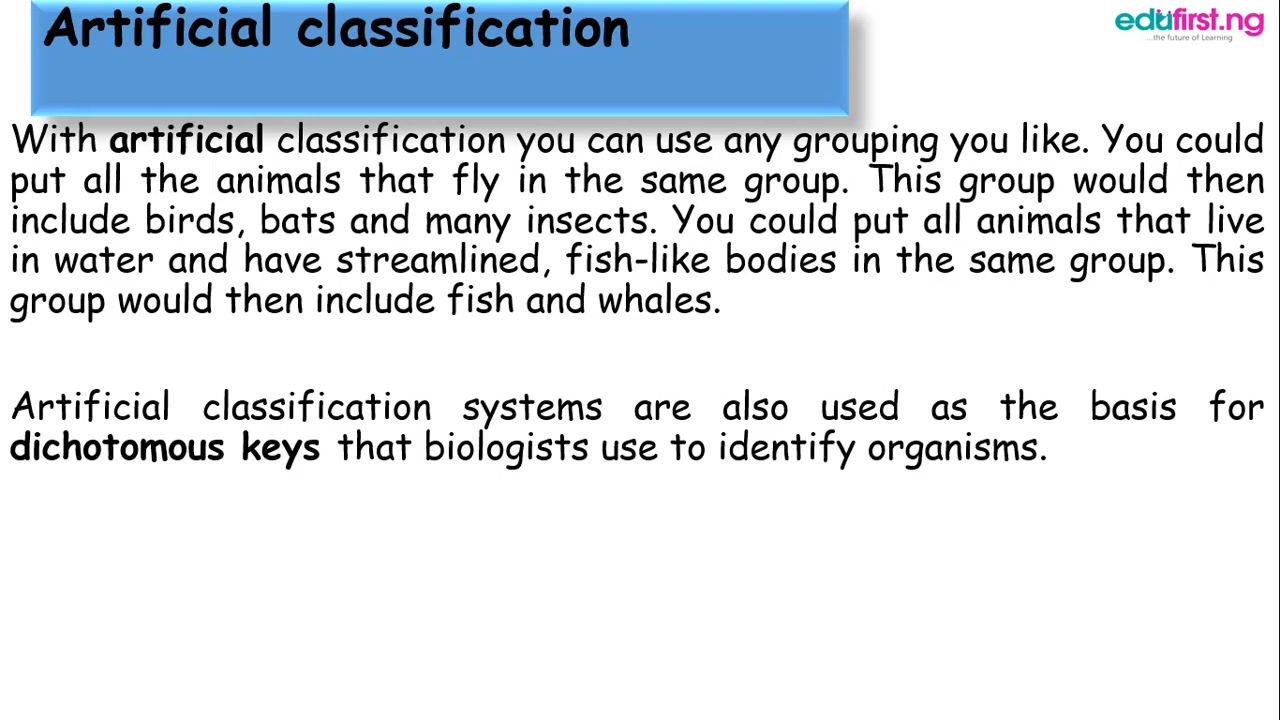 Artificial classification
edufirst.ng
...the future of Learning
With artificial classification you can use any grouping you like. You could
put all the animals that fly in the same group. This group would then
include birds, bats and many insects. You could put all animals that live
in water and have streamlined, fish-like bodies in the same group. This
group would then include fish and whales.
Artificial classification systems are also used as the basis for
dichotomous keys that biologists use to identify organisms.